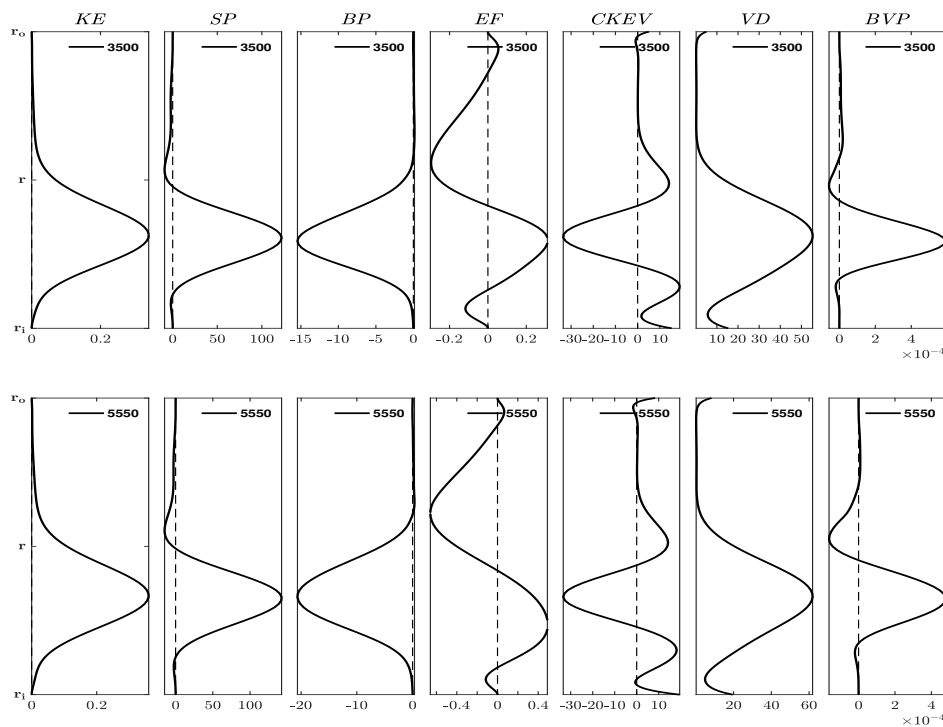 KE SP BP EF CKEV VD BVP
r_o 3500 3500 3500 3500 3500 3500 3500
r
r_i
0 0.2 0 50 100 -15 -10 -5 0 -0.2 0 0.2 -30 -20 -10 0 10 10 20 30 40 50 0 2 4
×10⁻⁴
r_o 5550 5550 5550 5550 5550 5550 5550
r
r_i
0 0.2 0 50 100 -20 -10 0 -0.4 0 0.4 -30 -20 -10 0 10 20 40 60 0 4
×10⁻⁴